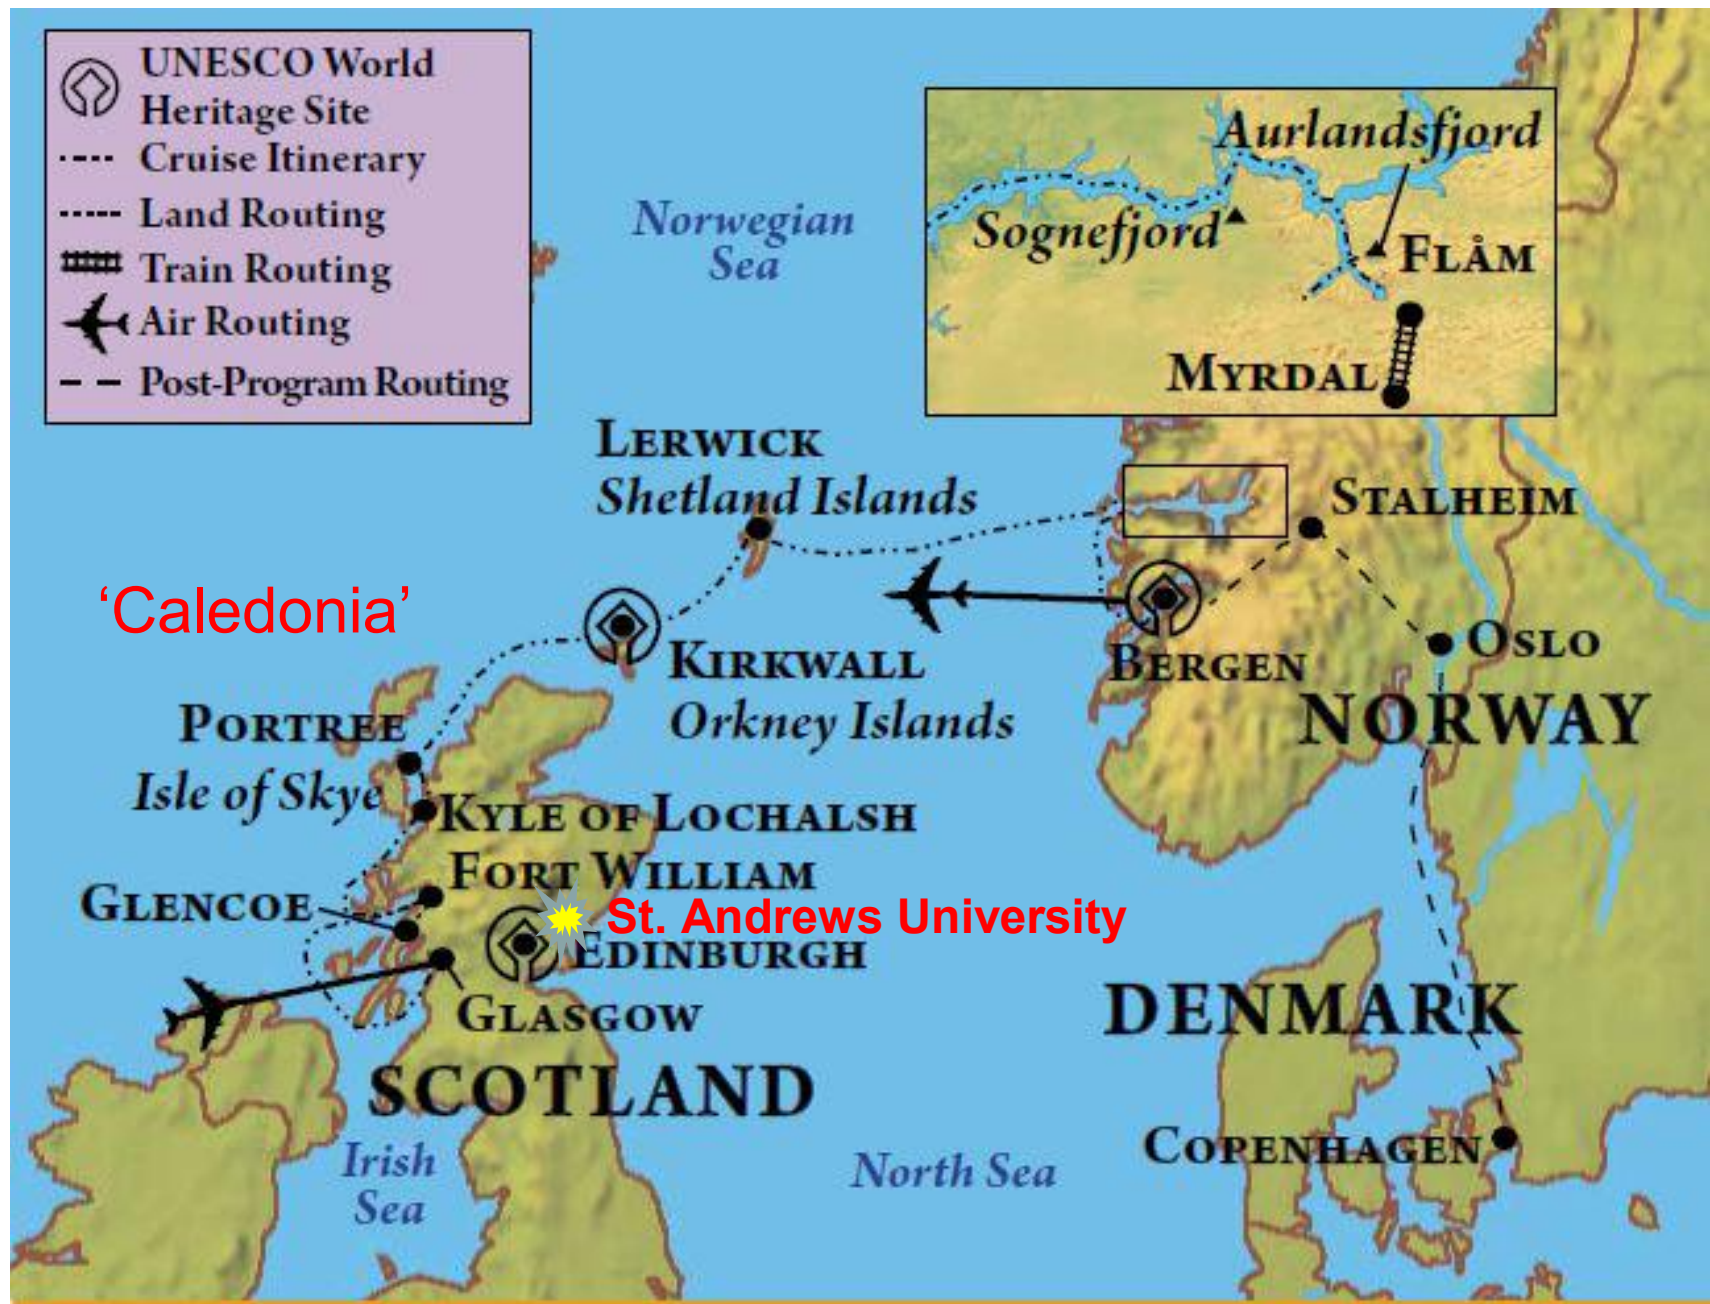 UNESCO World
Heritage Site
Cruise Itinerary
Land Routing
Train Routing
Air Routing
Post-Program Routing
Norwegian
Sea
Aurlandsfjord
Sognefjord
FLÅM
MYRDAL
LERWICK
Shetland Islands
STALHEIM
‘Caledonia’
KIRKWALL
Orkney Islands
BERGEN
OSLO
NORWAY
PORTREE
Isle of Skye
KYLE OF LOCHALSH
FORT WILLIAM
GLENCOE
St. Andrews University
EDINBURGH
GLASGOW
DENMARK
SCOTLAND
COPENHAGEN
Irish
Sea
North Sea